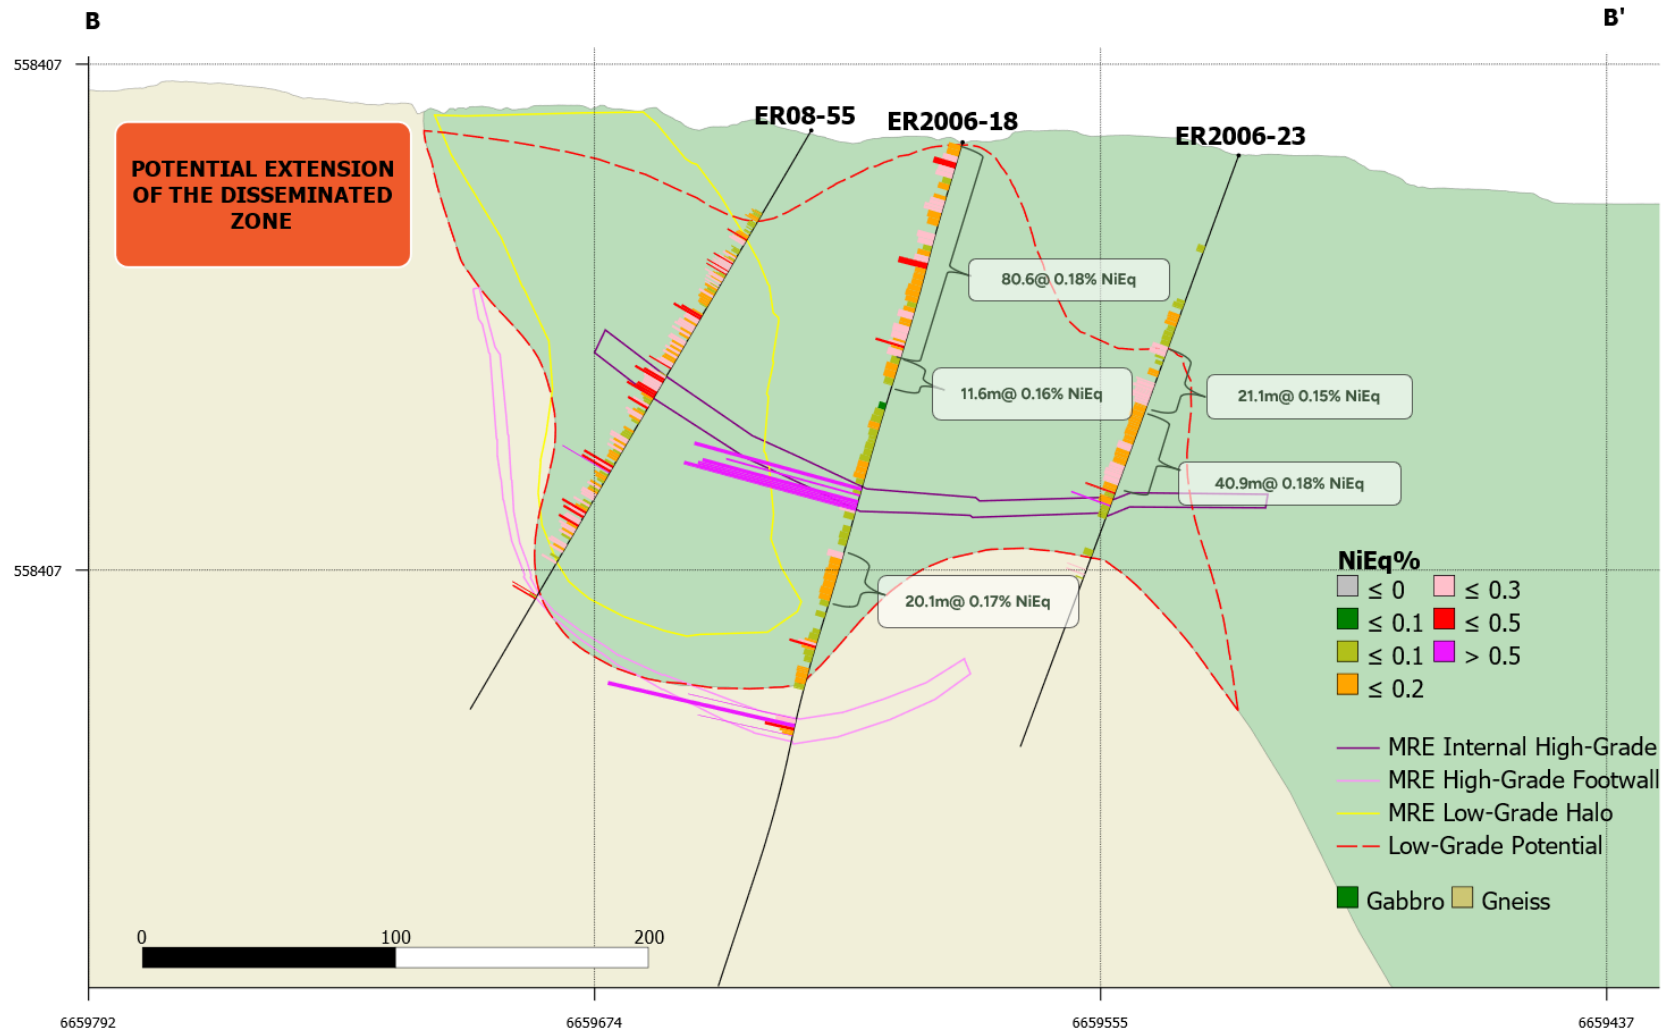 B
B'
558407
ER08-55
ER2006-18
ER2006-23
POTENTIAL EXTENSION
OF THE DISSEMINATED
ZONE
80.6@ 0.18% NiEq
11.6m@ 0.16% NiEq
21.1m@ 0.15% NiEq
40.9m@ 0.18% NiEq
558407
20.1m@ 0.17% NiEq
NiEq%
≤ 0
≤ 0.3
≤ 0.1
≤ 0.5
≤ 0.1
> 0.5
≤ 0.2
MRE Internal High-Grade
MRE High-Grade Footwall
MRE Low-Grade Halo
Low-Grade Potential
Gabbro
Gneiss
0
100
200
6659792
6659674
6659555
6659437